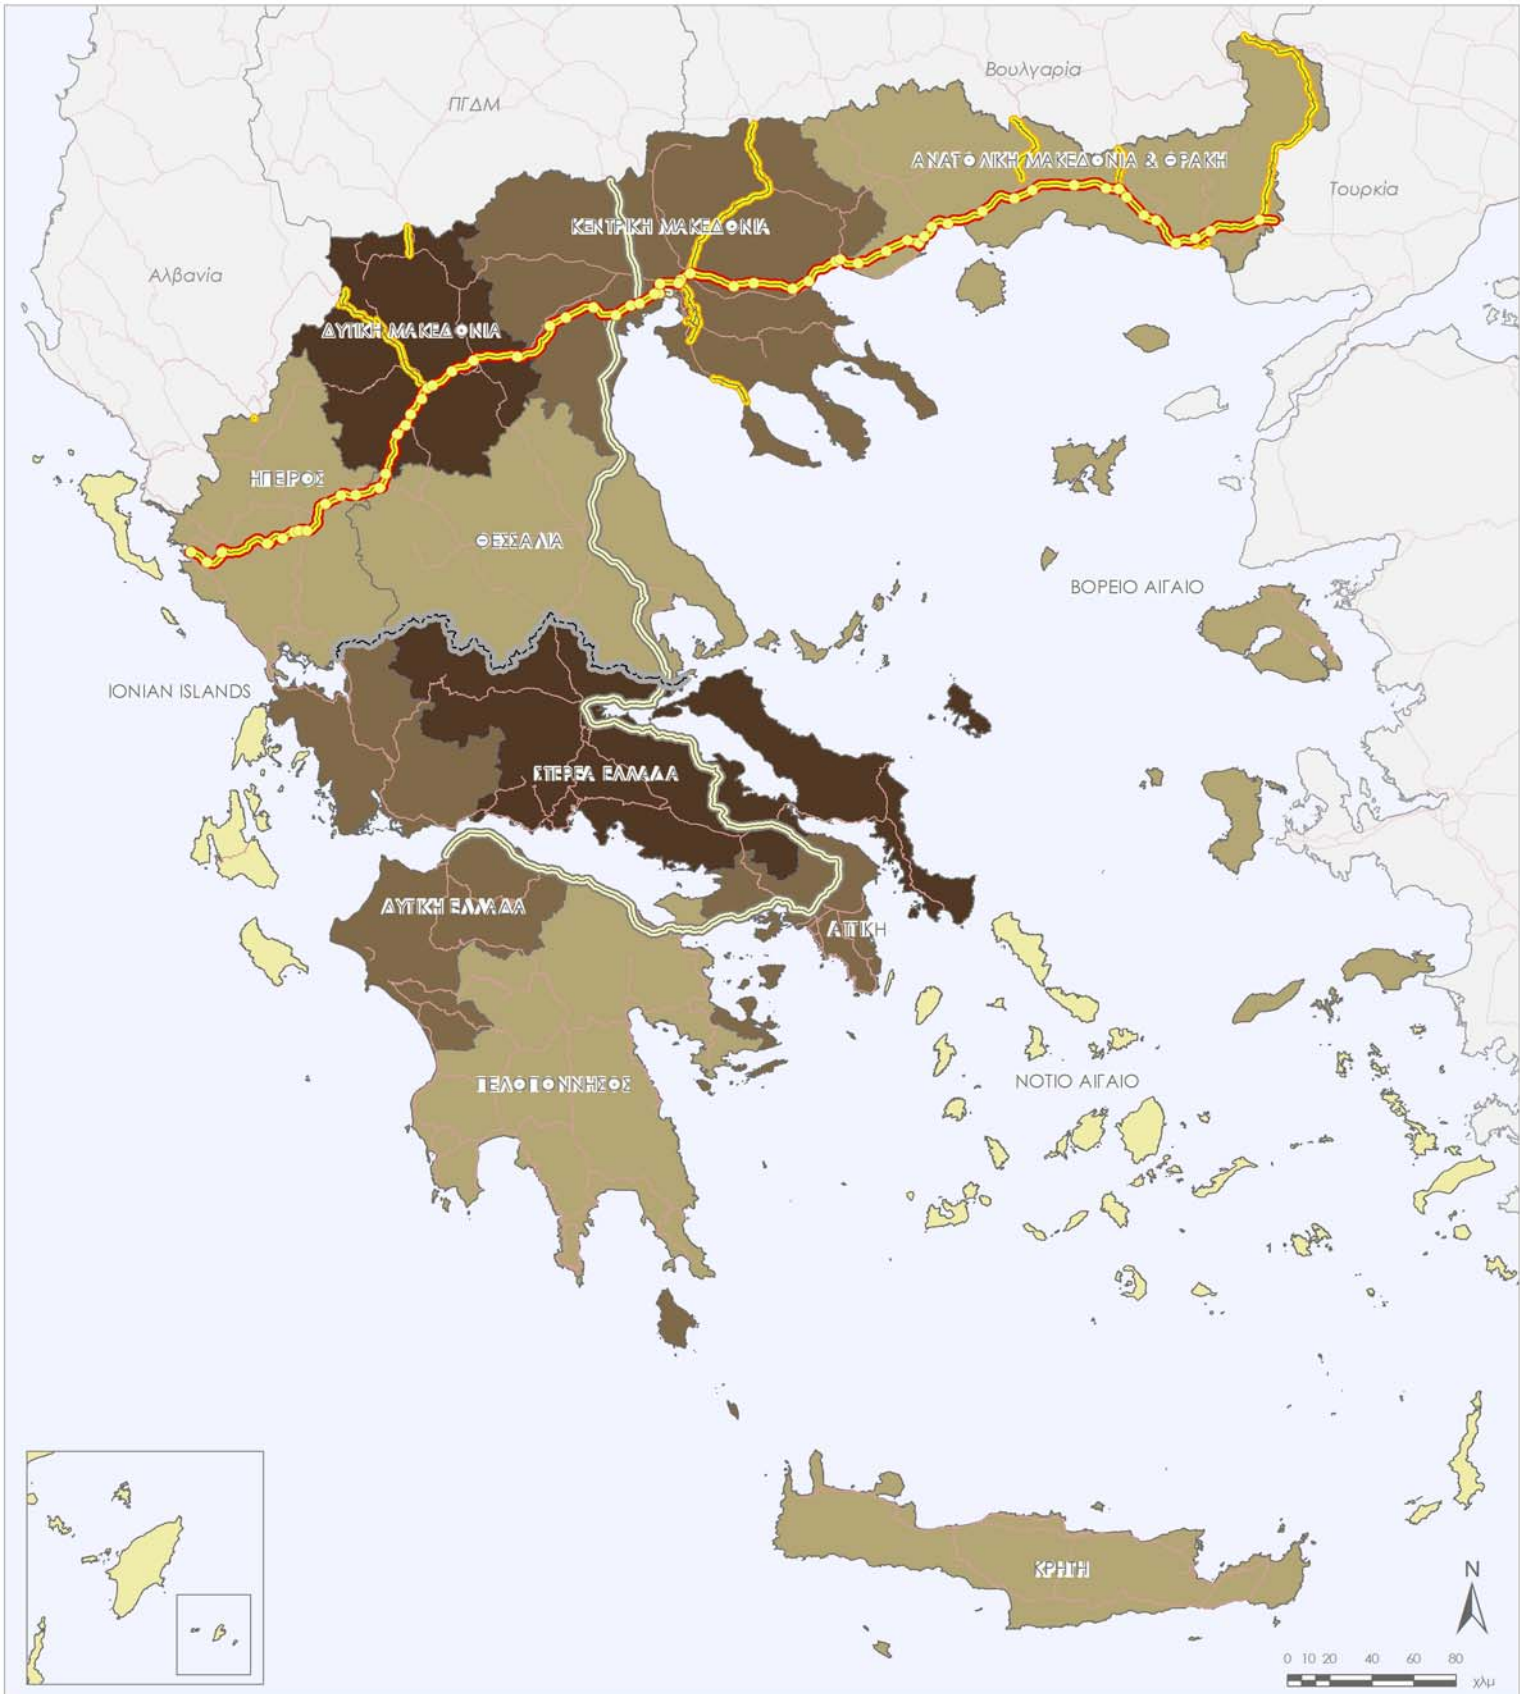 Βουλγαρία
ΠΓΔΜ
ΑΝΑΤΟΛΙΚΗ ΜΑΚΕΔΟΝΙΑ & ΘΡΑΚΗ
Τουρκία
ΚΕΝΤΡΙΚΗ ΜΑΚΕΔΟΝΙΑ
Αλβανία
ΔΥΤΙΚΗ ΜΑΚΕΔΟΝΙΑ
ΗΠΕΙΡΟΣ
ΘΕΣΣΑΛΙΑ
ΒΟΡΕΙΟ ΑΙΓΑΙΟ
IONIAN ISLANDS
ΣΤΕΡΕΑ ΕΛΛΑΔΑ
ΔΥΤΙΚΗ ΕΛΛΑΔΑ
ΑΤΤΙΚΗ
ΝΟΤΙΟ ΑΙΓΑΙΟ
ΠΕΛΟΠΟΝΝΗΣΟΣ
ΚΡΗΤΗ
N
0 10 20 40 60 80
χλμ